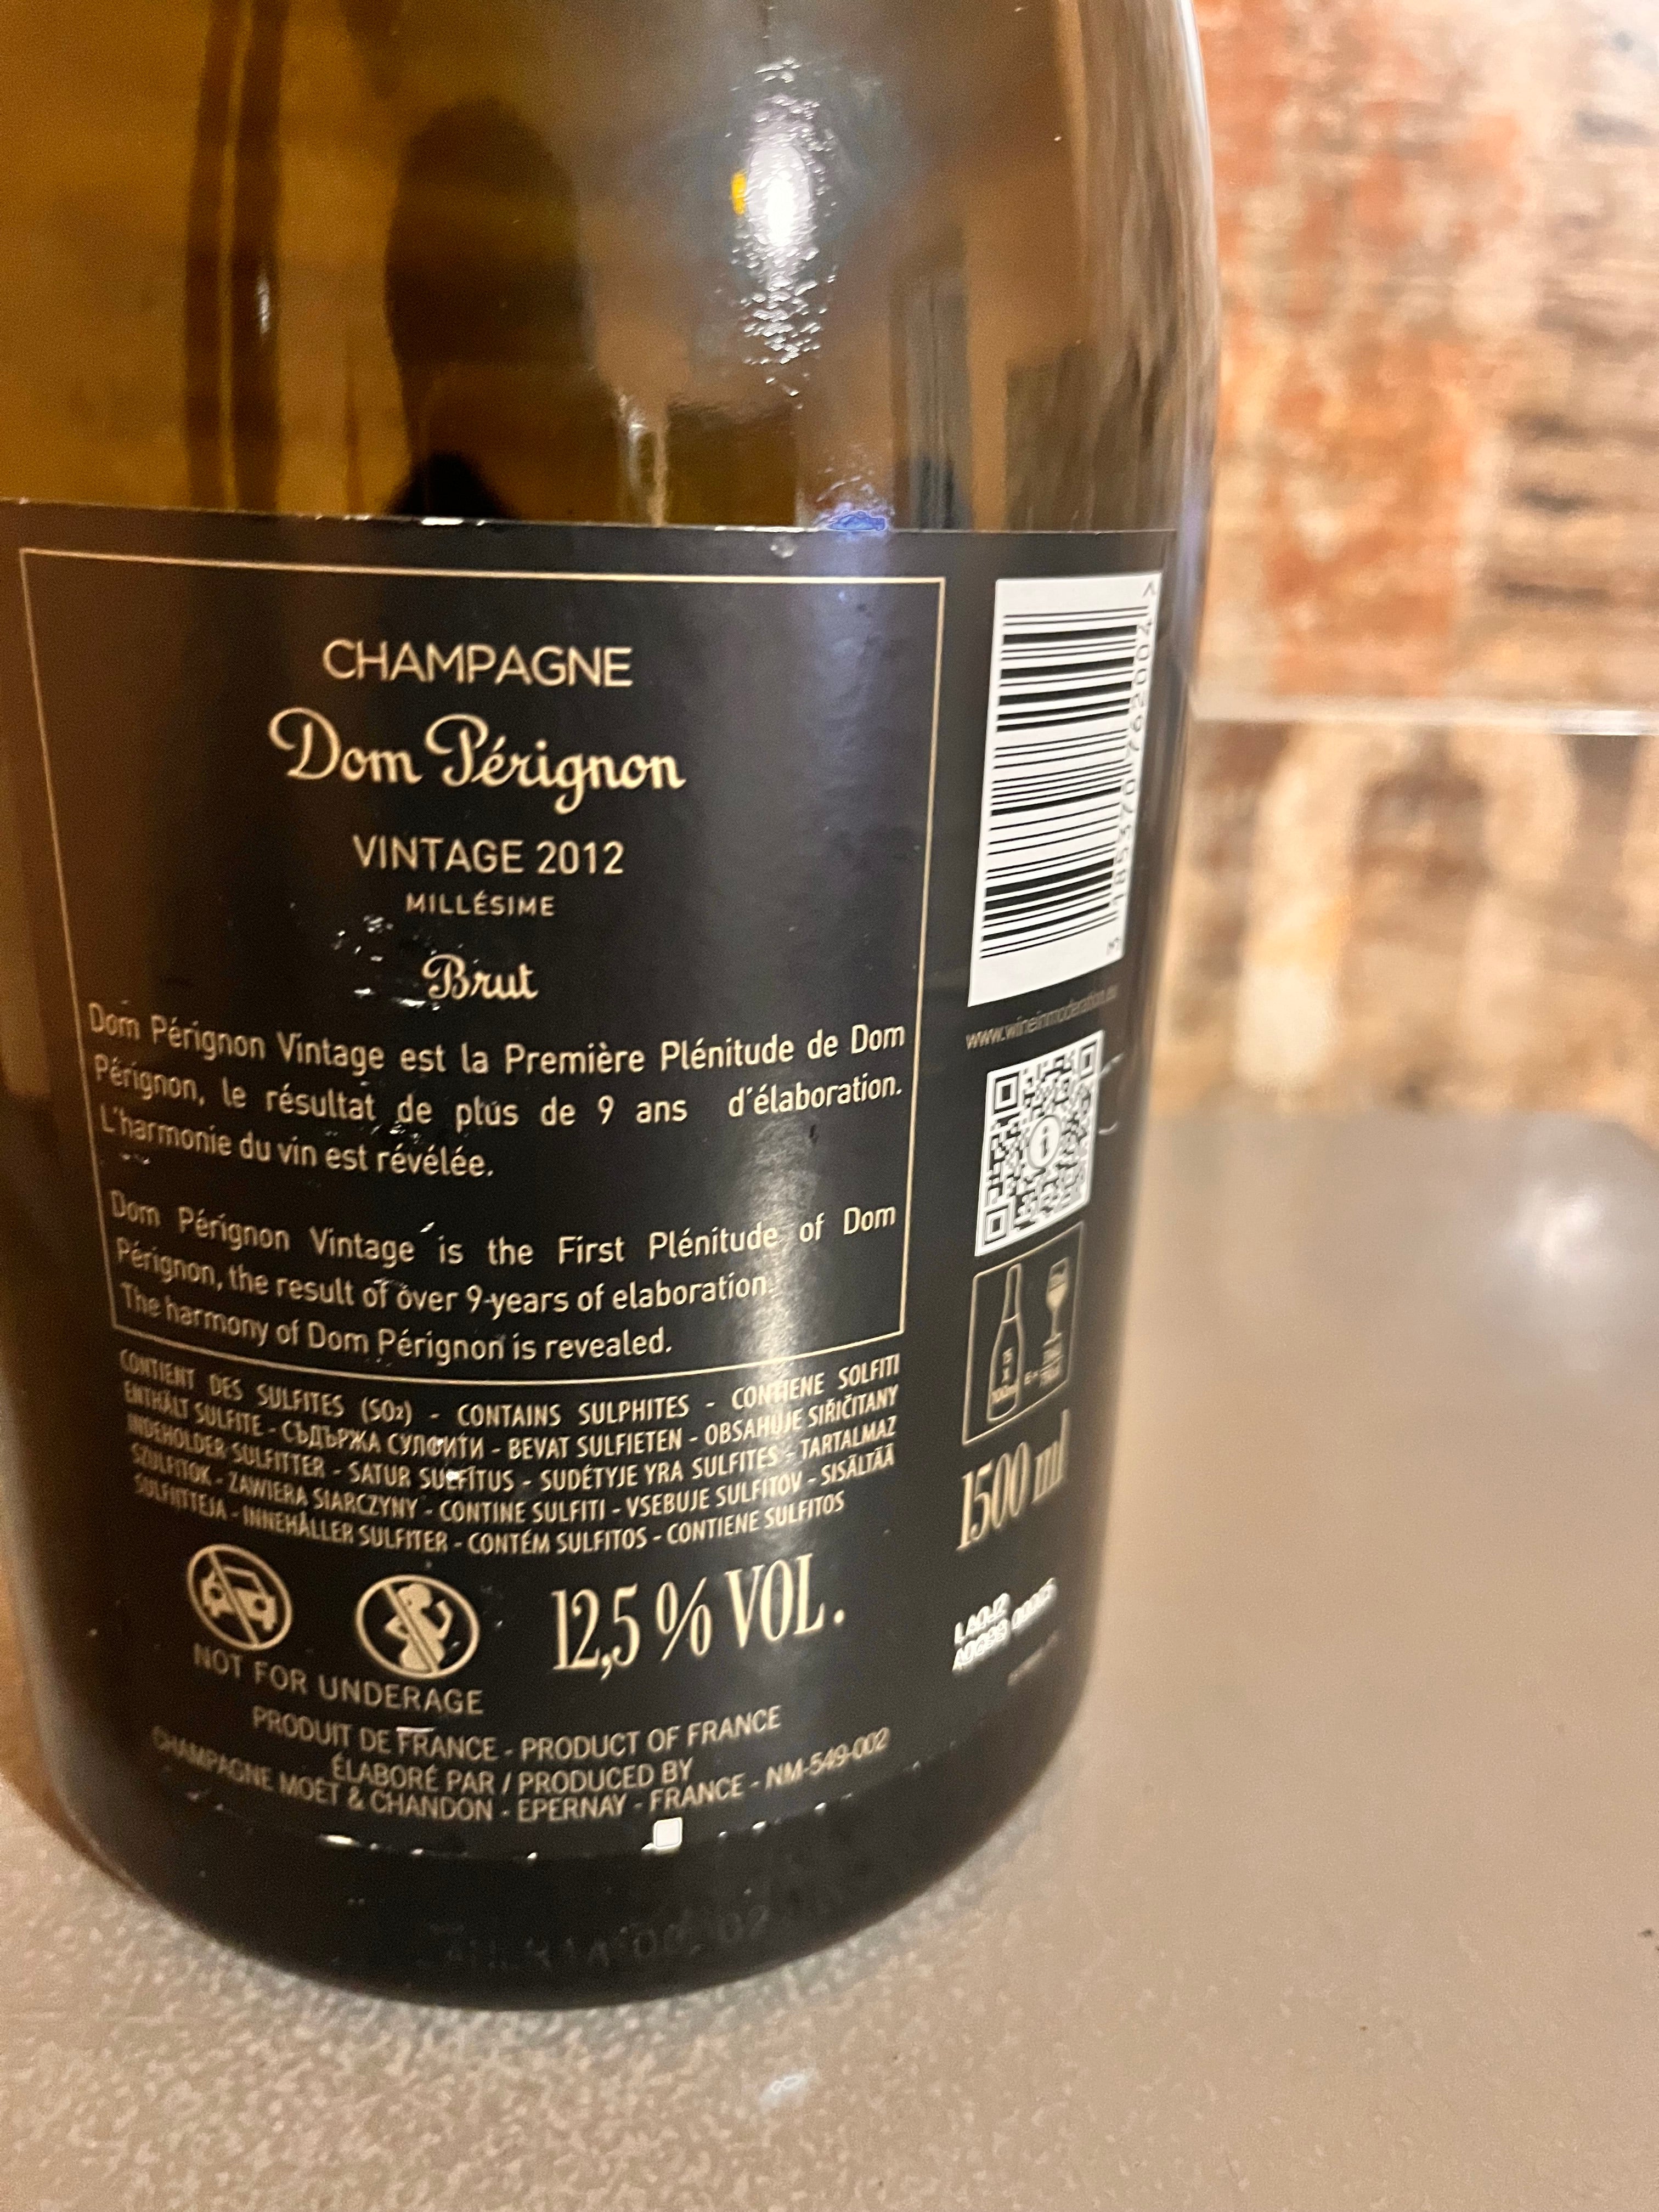 CHAMPAGNE
Dom Pérignon
VINTAGE 2012
MILLÉSIME
Brut
Dom Pérignon Vintage est la Première Plénitude de Dom
Pérignon, le résultat de plus de 9 ans d'élaboration.
L'harmonie du vin est révélée.
Dom Pérignon Vintage is the First Plénitude of Dom
Pérignon, the result of over 9-years of elaboration.
The harmony of Dom Pérignon is revealed.
CONTIENT DES SULFITES (SO₂) - CONTAINS SULPHITES - CONTIENE SOLFITI
ENTHÄLT SULFITE - СЪДЪРЖА СУЛФИТИ - BEVAT SULFIETEN - OBSAHUJE SIŘIČITANY
INDEHOLDER SULFITTER - SATUR SULFĪTUS - SUDĖTYJE YRA SULFITES - TARTALMAZ
SZULFITOK - ZAWIERA SIARCZYNY - CONTINE SULFITI - VSEBUJE SULFITOV - SISÄLTÄÄ
SULFIITTEJA - INNEHÅLLER SULFITER - CONTÉM SULFITOS - CONTIENE SULFITOS
12,5 % VOL.
NOT FOR UNDERAGE
PRODUIT DE FRANCE - PRODUCT OF FRANCE
ÉLABORÉ PAR / PRODUCED BY
CHAMPAGNE MOËT & CHANDON - EPERNAY - FRANCE - NM-549-002
3 185370 762004 >
www.wineinmoderation.eu
i
15
X
100ml
1500 ml